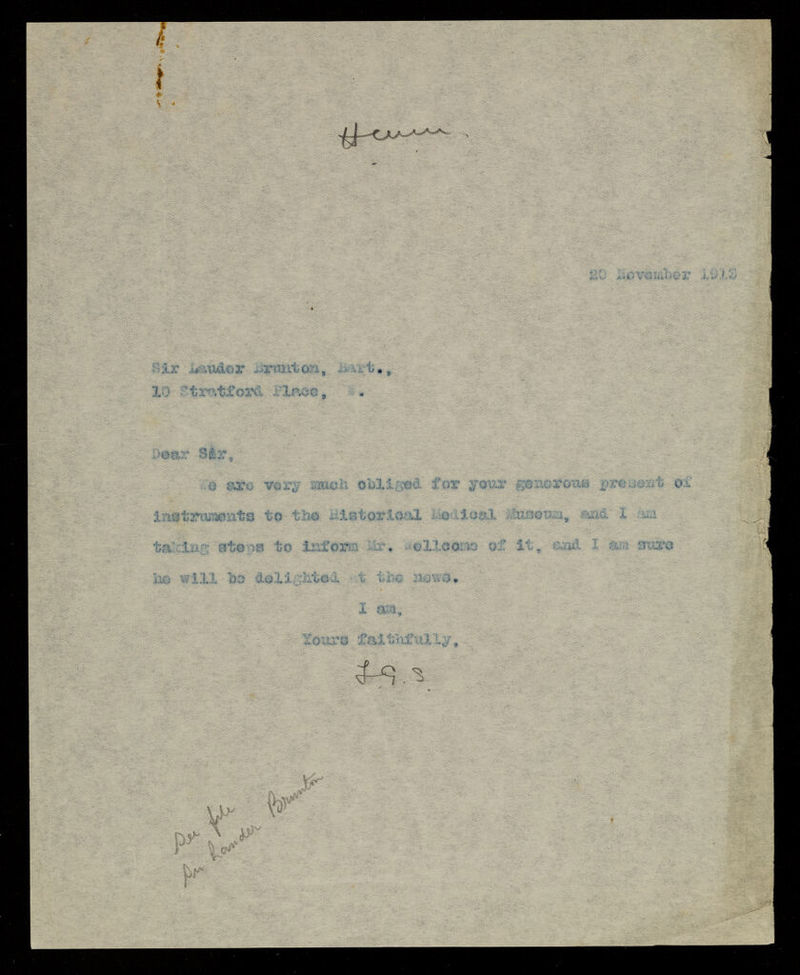 20 November 1913
Sir Lauder Brunton, Bart.,
10 Stratford Place, W.
Dear Sir,
We are very much obliged for your generous present of
instruments to the Historical Medical Museum, and I am
taking steps to inform Mr. Wellcome of it, and I am sure
he will be delighted at the news.
I am,
Yours faithfully,
See file
Sir Lauder Brunton